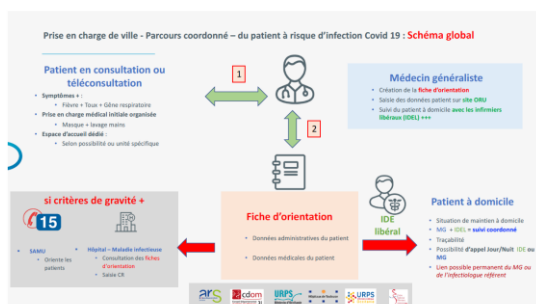 Prise en charge de ville - Parcours coordonné – du patient à risque d'infection Covid 19 : Schéma global
Patient en consultation ou
téléconsultation
• Symptômes + :
• Fièvre + Toux + Gêne respiratoire
• Prise en charge médical initiale organisée
• Masque + lavage mains
• Espace d'accueil dédié :
• Selon possibilité ou unité spécifique
1
2
Médecin généraliste
• Création de la fiche d'orientation
• Saisie des données patient sur site ORU
• Suivi du patient à domicile avec les infirmiers
libéraux (IDEL) +++
si critères de gravité +
15
• SAMU
• Oriente les
patients
• Hôpital – Maladie Infectieuse
• Consultation des fiches
d'orientation
• Saisie CR
Fiche d'orientation
• Données administratives du patient
• Données médicales du patient
IDE
libéral
Patient à domicile
• Situation de maintien à domicile
• MG + IDEL = suivi coordonné
• Traçabilité
• Possibilité d'appel Jour/Nuit IDE ou
MG
• Lien possible permanent du MG ou
de l'infectiologue référent
ars
cdom
URPS
URPS